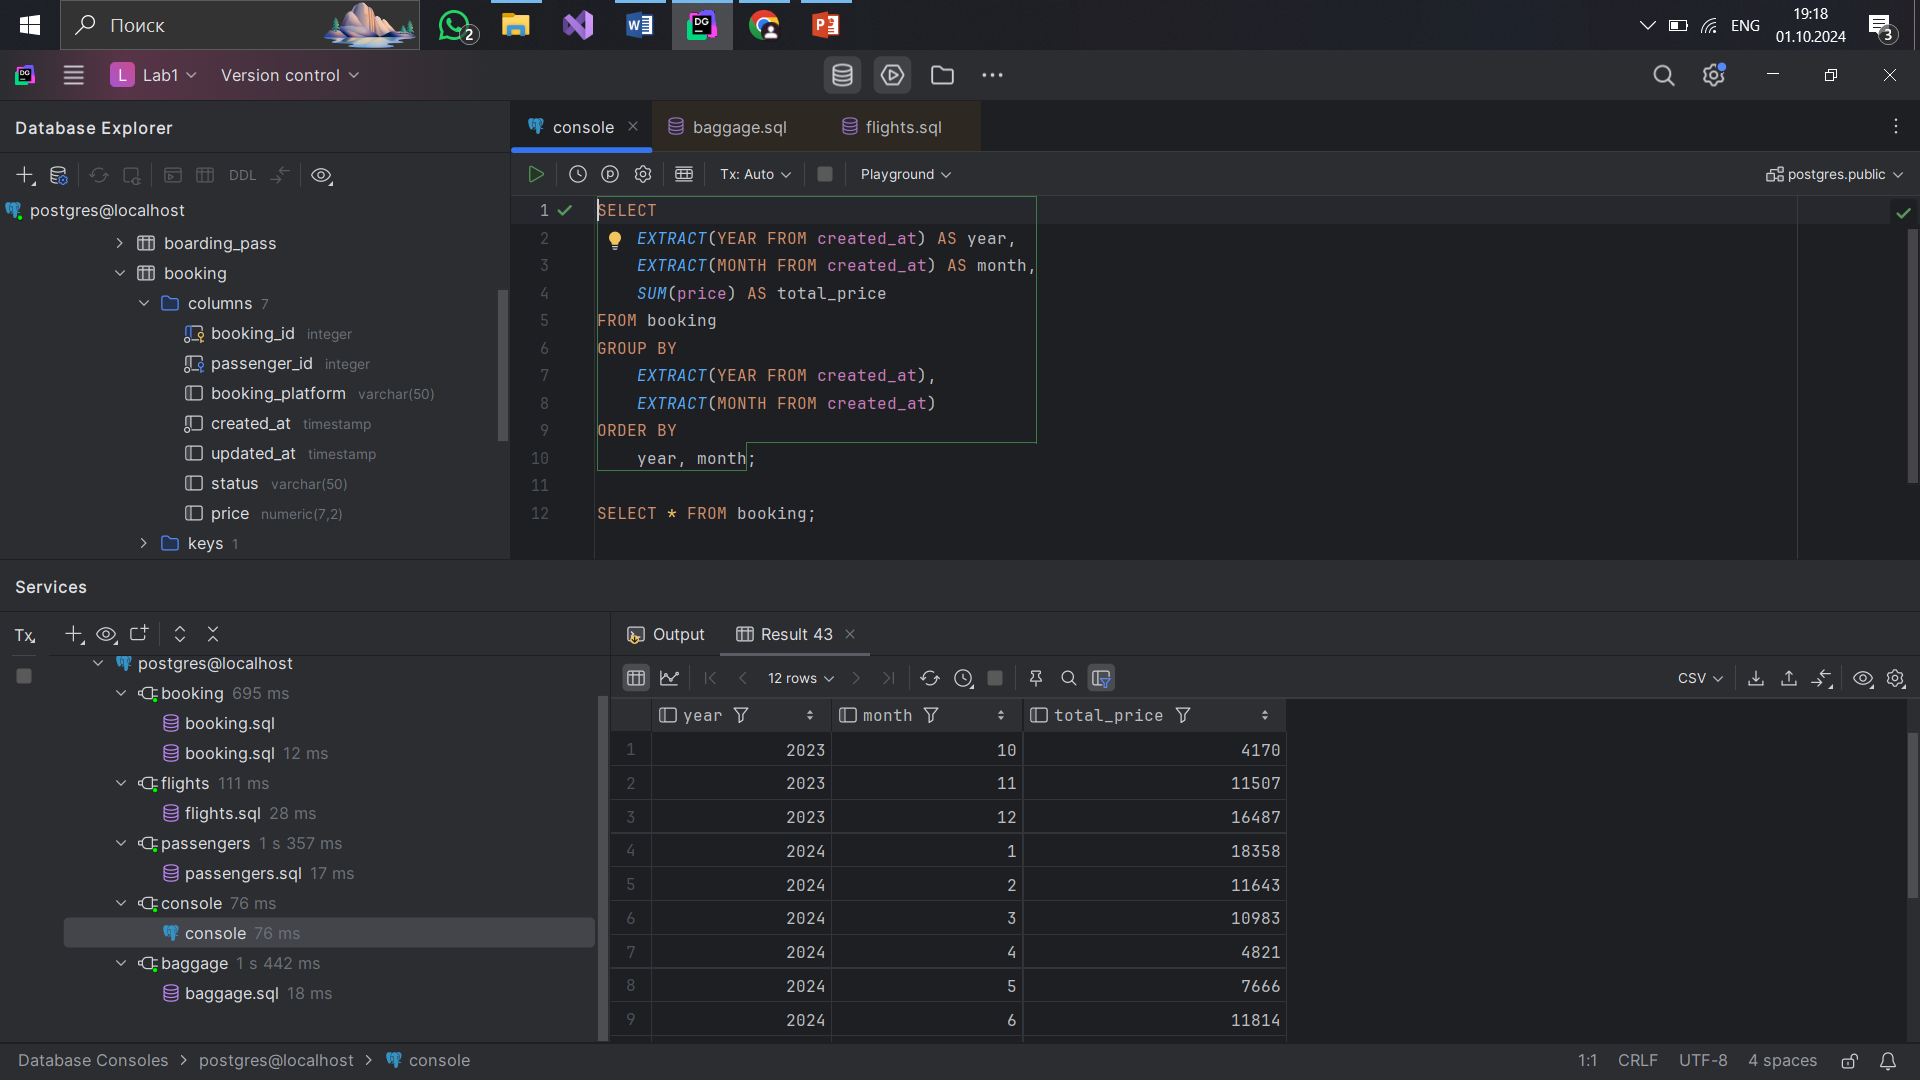 Поиск
2
DG
ENG
19:18
01.10.2024
3
DG
L
Lab1
Version control
Database Explorer
console
baggage.sql
flights.sql
DDL
Tx: Auto
Playground
postgres.public
postgres@localhost
boarding_pass
booking
columns 7
booking_id integer
passenger_id integer
booking_platform varchar(50)
created_at timestamp
updated_at timestamp
status varchar(50)
price numeric(7,2)
keys 1
1 SELECT
2 EXTRACT(YEAR FROM created_at) AS year,
3 EXTRACT(MONTH FROM created_at) AS month,
4 SUM(price) AS total_price
5 FROM booking
6 GROUP BY
7 EXTRACT(YEAR FROM created_at),
8 EXTRACT(MONTH FROM created_at)
9 ORDER BY
10 year, month;
11
12 SELECT * FROM booking;
Services
Tx
postgres@localhost
booking 695 ms
booking.sql
booking.sql 12 ms
flights 111 ms
flights.sql 28 ms
passengers 1 s 357 ms
passengers.sql 17 ms
console 76 ms
console 76 ms
baggage 1 s 442 ms
baggage.sql 18 ms
Output
Result 43
12 rows
CSV
year month total_price
1 2023 10 4170
2 2023 11 11507
3 2023 12 16487
4 2024 1 18358
5 2024 2 11643
6 2024 3 10983
7 2024 4 4821
8 2024 5 7666
9 2024 6 11814
Database Consoles > postgres@localhost > console
1:1 CRLF UTF-8 4 spaces